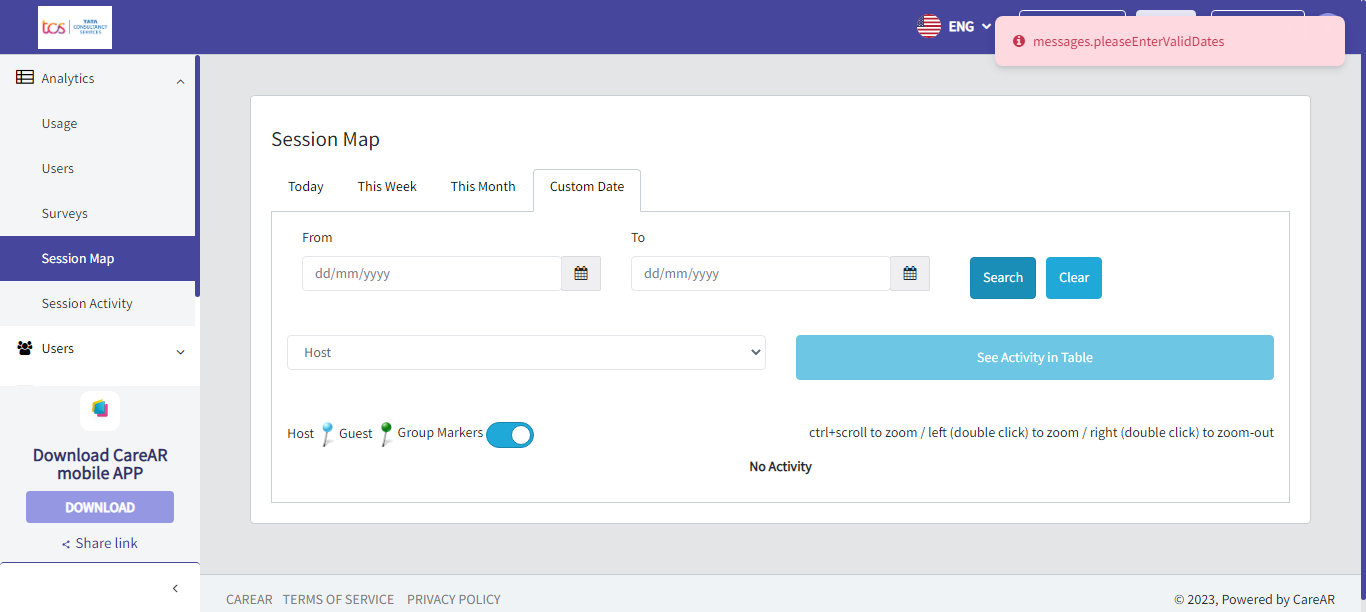 tcs TATA CONSULTANCY SERVICES
ENG
messages.pleaseEnterValidDates
Analytics
Usage
Users
Surveys
Session Map
Session Activity
Users
Download CareAR
mobile APP
DOWNLOAD
Share link
Session Map
Today This Week This Month Custom Date
From To
dd/mm/yyyy dd/mm/yyyy Search Clear
Host See Activity in Table
Host Guest Group Markers ctrl+scroll to zoom / left (double click) to zoom / right (double click) to zoom-out
No Activity
CAREAR TERMS OF SERVICE PRIVACY POLICY © 2023, Powered by CareAR